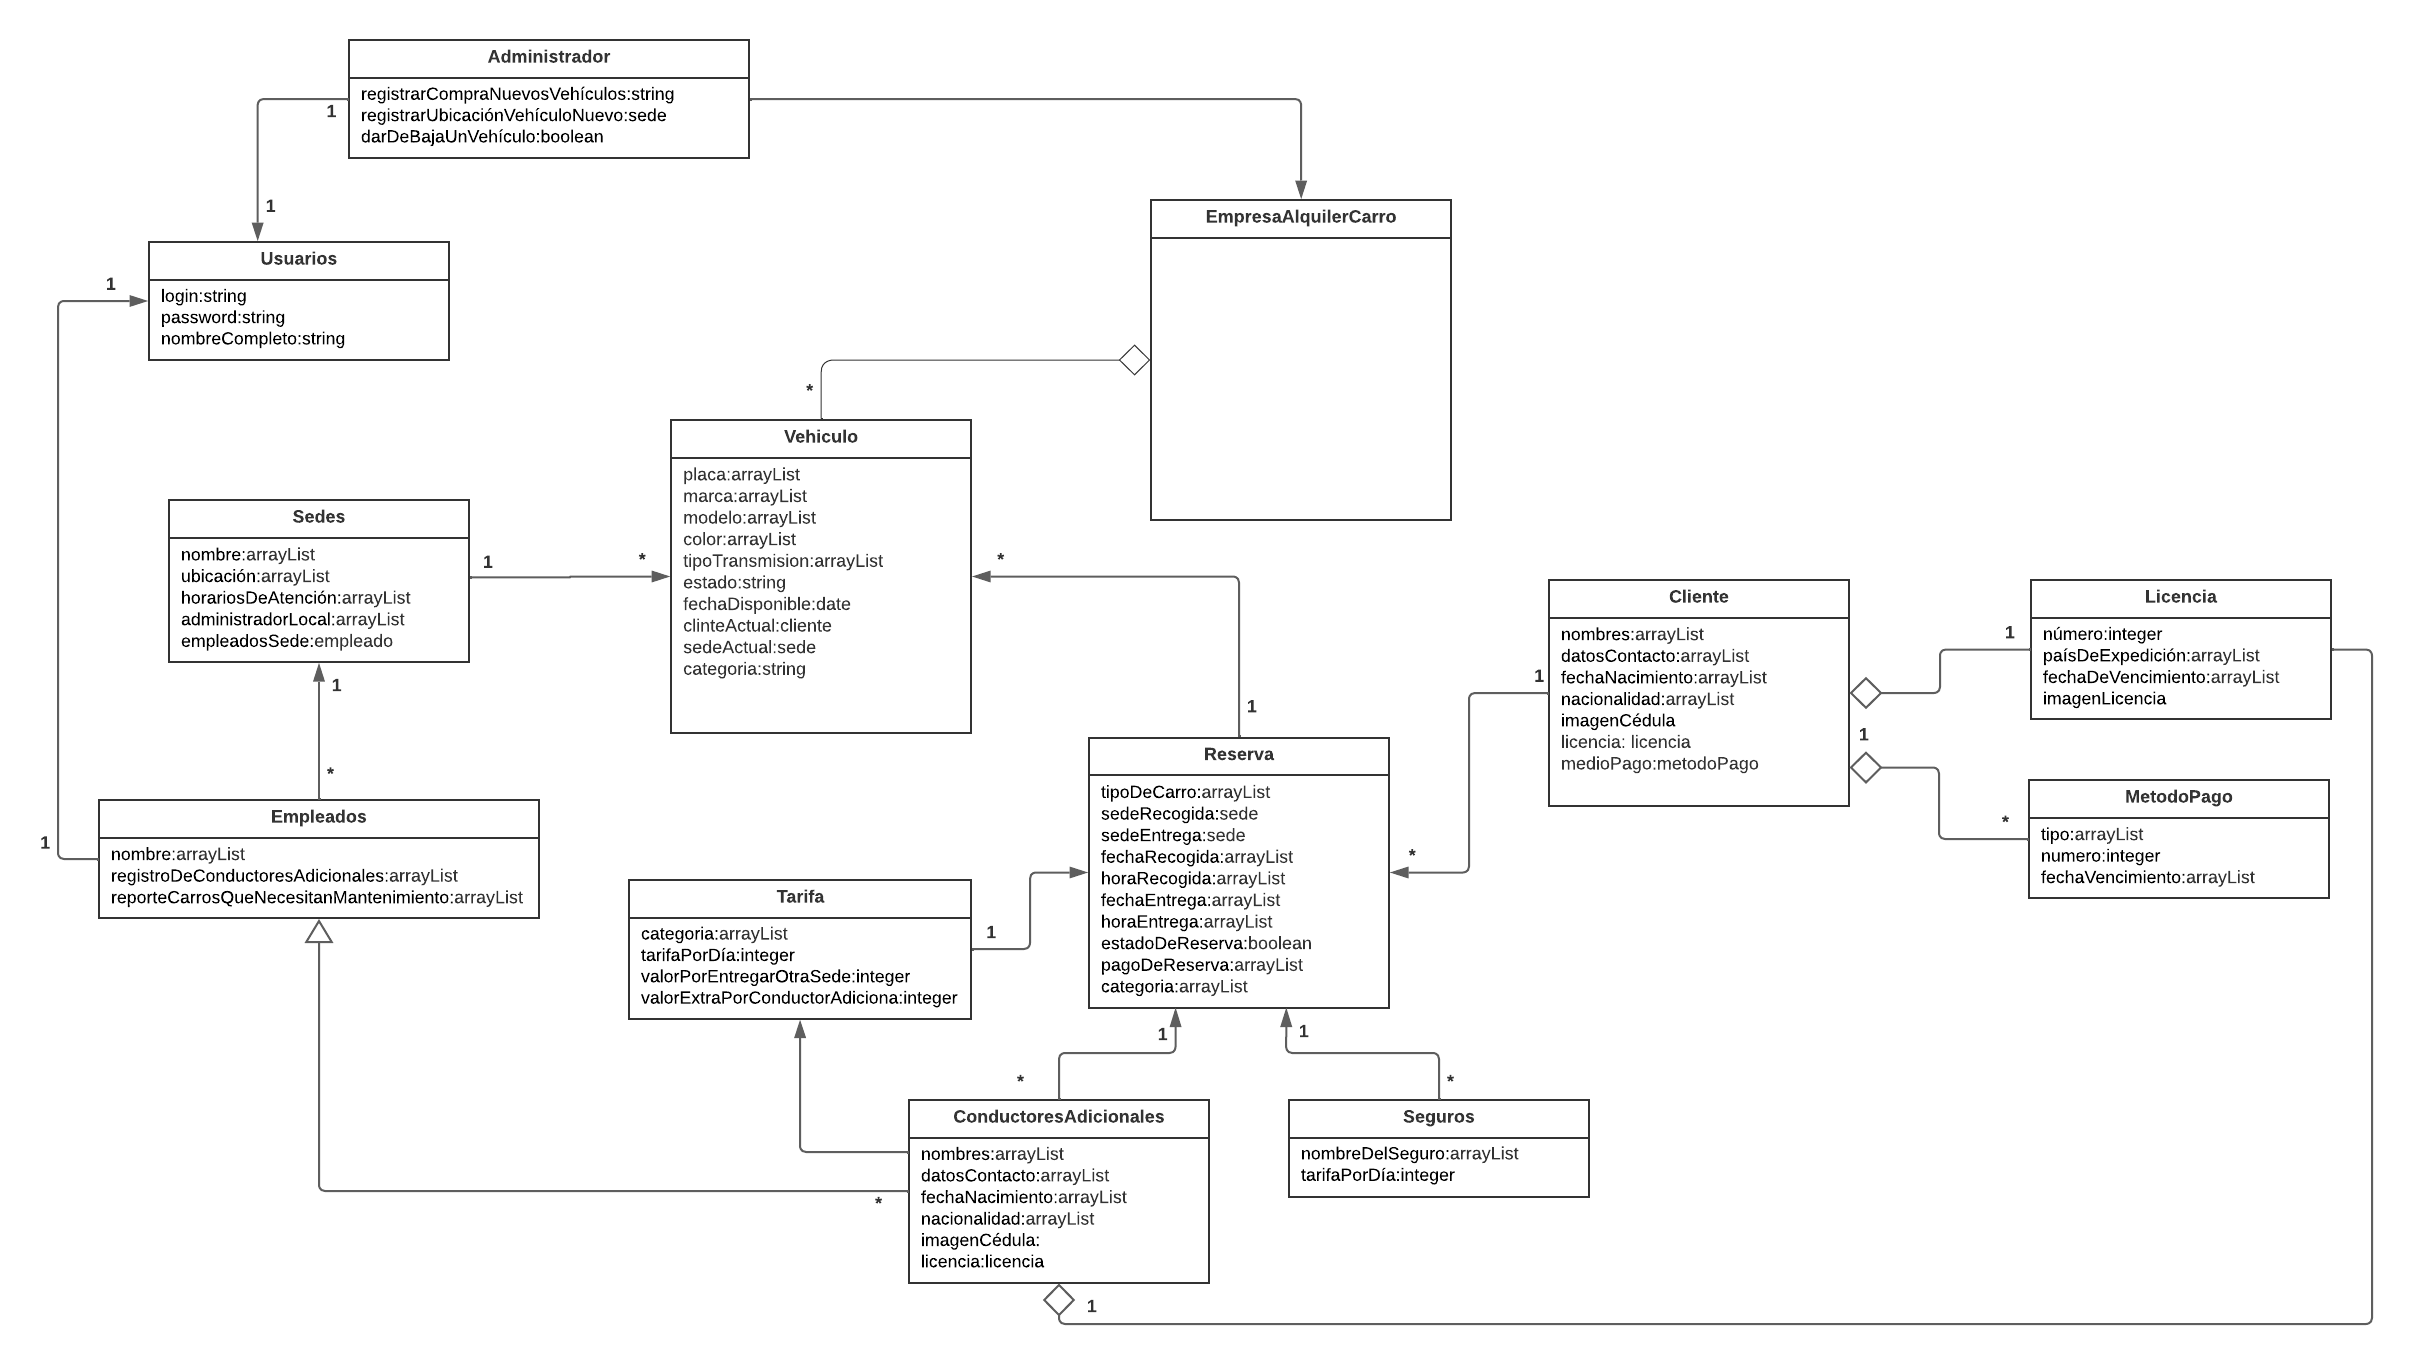 Administrador
registrarCompraNuevosVehículos:string
registrarUbicaciónVehículoNuevo:sede
darDeBajaUnVehículo:boolean
1
1
EmpresaAlquilerCarro
Usuarios
login:string
password:string
nombreCompleto:string
1
*
Vehiculo
placa:arrayList
marca:arrayList
modelo:arrayList
color:arrayList
tipoTransmision:arrayList
estado:string
fechaDisponible:date
clinteActual:cliente
sedeActual:sede
categoria:string
Sedes
nombre:arrayList
ubicación:arrayList
horariosDeAtención:arrayList
administradorLocal:arrayList
empleadosSede:empleado
1
*
*
1
1
*
Cliente
nombres:arrayList
datosContacto:arrayList
fechaNacimiento:arrayList
nacionalidad:arrayList
imagenCédula
licencia: licencia
medioPago:metodoPago
1
*
1
1
*
Licencia
número:integer
paísDeExpedición:arrayList
fechaDeVencimiento:arrayList
imagenLicencia
MetodoPago
tipo:arrayList
numero:integer
fechaVencimiento:arrayList
Reserva
tipoDeCarro:arrayList
sedeRecogida:sede
sedeEntrega:sede
fechaRecogida:arrayList
horaRecogida:arrayList
fechaEntrega:arrayList
horaEntrega:arrayList
estadoDeReserva:boolean
pagoDeReserva:arrayList
categoria:arrayList
Empleados
nombre:arrayList
registroDeConductoresAdicionales:arrayList
reporteCarrosQueNecesitanMantenimiento:arrayList
1
Tarifa
categoria:arrayList
tarifaPorDía:integer
valorPorEntregarOtraSede:integer
valorExtraPorConductorAdiciona:integer
1
1
*
1
*
ConductoresAdicionales
nombres:arrayList
datosContacto:arrayList
fechaNacimiento:arrayList
nacionalidad:arrayList
imagenCédula:
licencia:licencia
*
1
Seguros
nombreDelSeguro:arrayList
tarifaPorDía:integer